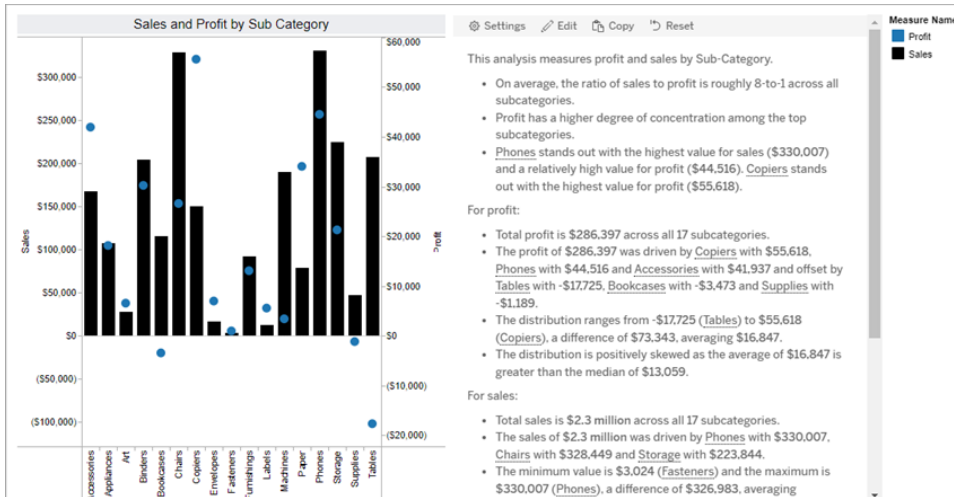 Sales and Profit by Sub Category
$300,000
$250,000
$200,000
$150,000
$100,000
$50,000
$0
($50,000)
($100,000)
Sales
$60,000
$50,000
$40,000
$30,000
$20,000
$10,000
$0
($10,000)
($20,000)
Profit
Appliances
Art
Binders
Bookcases
Chairs
Copiers
Envelopes
Fasteners
Labels
Machines
Paper
Phones
Storage
Supplies
Tables
Settings Edit Copy Reset
This analysis measures profit and sales by Sub-Category.
• On average, the ratio of sales to profit is roughly 8-to-1 across all
subcategories.
• Profit has a higher degree of concentration among the top
subcategories.
• Phones stands out with the highest value for sales ($330,007)
and a relatively high value for profit ($44,516). Copiers stands
out with the highest value for profit ($55,618).
For profit:
• Total profit is $286,397 across all 17 subcategories.
• The profit of $286,397 was driven by Copiers with $55,618,
Phones with $44,516 and Accessories with $41,937 and offset by
Tables with -$17,725, Bookcases with -$3,473 and Supplies with
-$1,189.
• The distribution ranges from -$17,725 (Tables) to $55,618
(Copiers), a difference of $73,343, averaging $16,847.
• The distribution is positively skewed as the average of $16,847 is
greater than the median of $13,059.
For sales:
• Total sales is $2.3 million across all 17 subcategories.
• The sales of $2.3 million was driven by Phones with $330,007,
Chairs with $328,449 and Storage with $223,844.
• The minimum value is $3,024 (Fasteners) and the maximum is
$330,007 (Phones), a difference of $326,983, averaging
Measure Name
Profit
Sales